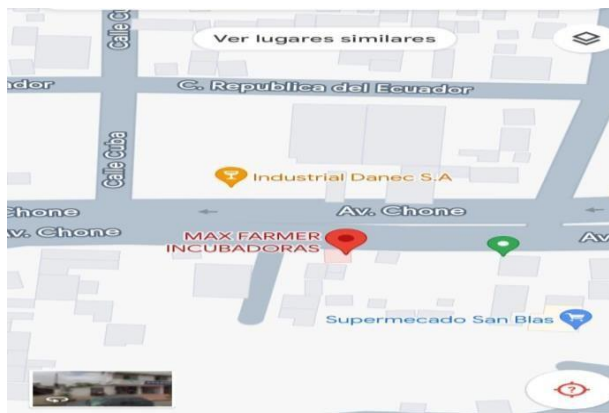 Ver lugares similares
Calle Cuba
C. Republica del Ecuador
Calle Cuba
Industrial Danec S.A
Chone
Av. Chone
Av. Chone
MAX FARMER
INCUBADORAS
Av
Supermecado San Blas
?